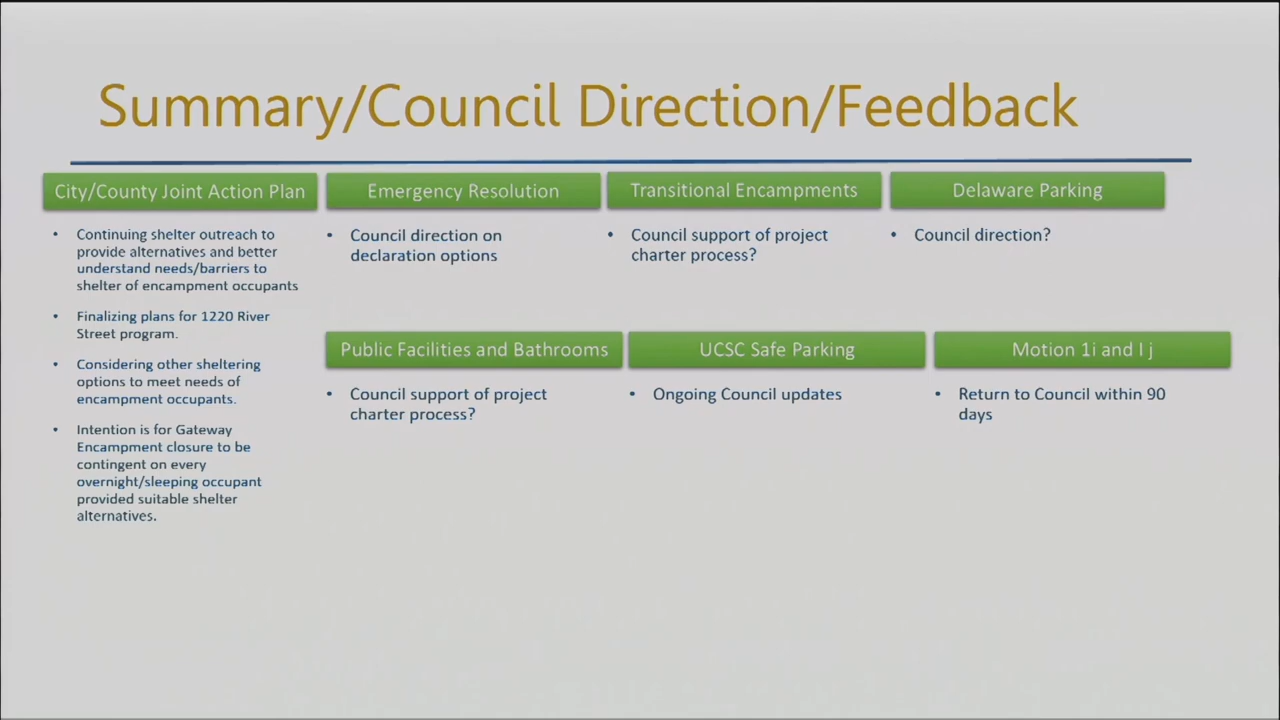 Summary/Council Direction/Feedback
City/County Joint Action Plan
• Continuing shelter outreach to
provide alternatives and better
understand needs/barriers to
shelter of encampment occupants
• Finalizing plans for 1220 River
Street program.
• Considering other sheltering
options to meet needs of
encampment occupants.
• Intention is for Gateway
Encampment closure to be
contingent on every
overnight/sleeping occupant
provided suitable shelter
alternatives.
Emergency Resolution
• Council direction on
declaration options
Transitional Encampments
• Council support of project
charter process?
Delaware Parking
• Council direction?
Public Facilities and Bathrooms
• Council support of project
charter process?
UCSC Safe Parking
• Ongoing Council updates
Motion 1i and I j
• Return to Council within 90
days